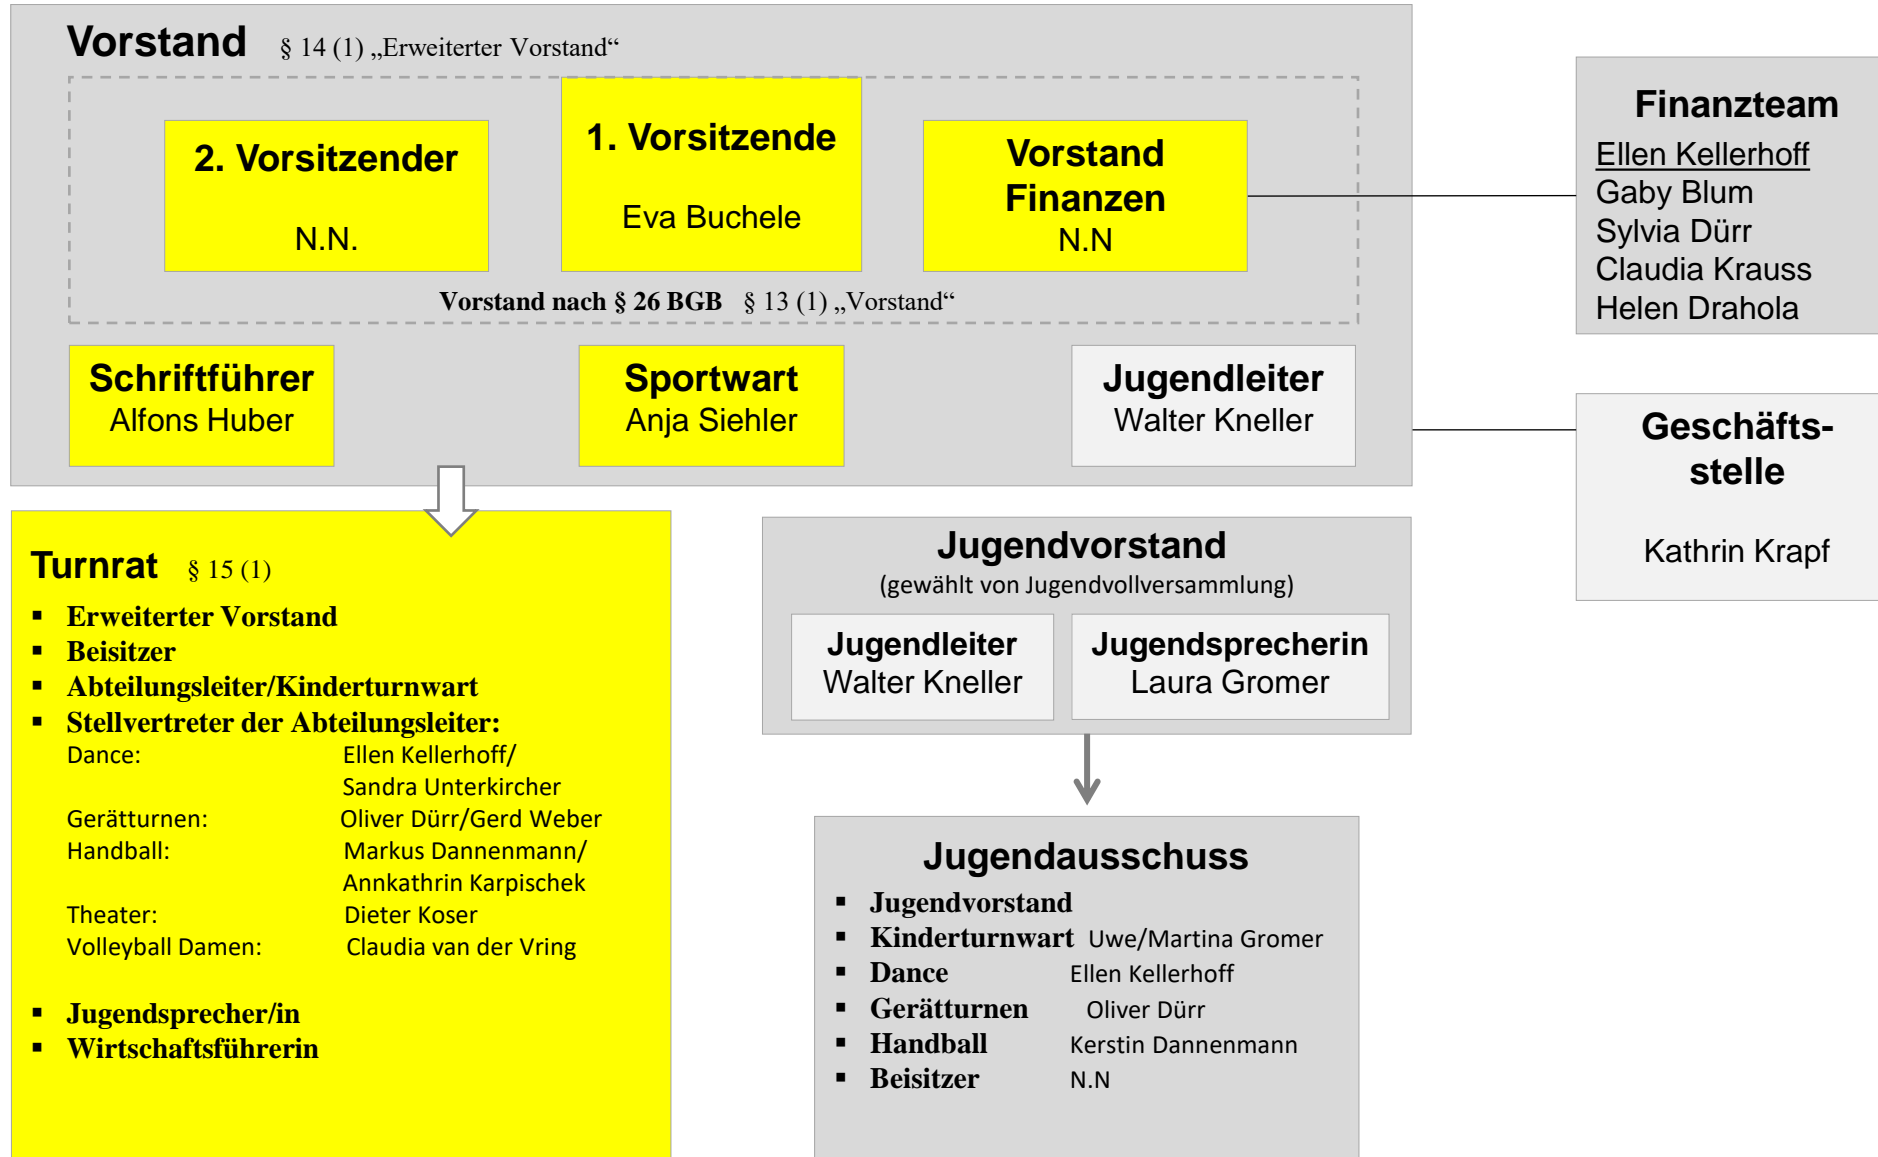 Vorstand § 14 (1) „Erweiterter Vorstand“
2. Vorsitzender
N.N.
1. Vorsitzende
Eva Buchele
Vorstand
Finanzen
N.N
Vorstand nach § 26 BGB § 13 (1) „Vorstand“
Schriftführer
Alfons Huber
Sportwart
Anja Siehler
Jugendleiter
Walter Kneller
Finanzteam
Ellen Kellerhoff
Gaby Blum
Sylvia Dürr
Claudia Krauss
Helen Drahola
Geschäfts-
stelle
Kathrin Krapf
Turnrat § 15 (1)
▪ Erweiterter Vorstand
▪ Beisitzer
▪ Abteilungsleiter/Kinderturnwart
▪ Stellvertreter der Abteilungsleiter:
Dance: Ellen Kellerhoff/
Sandra Unterkircher
Gerätturnen: Oliver Dürr/Gerd Weber
Handball: Markus Dannenmann/
Annkathrin Karpischek
Theater: Dieter Koser
Volleyball Damen: Claudia van der Vring
▪ Jugendsprecher/in
▪ Wirtschaftsführerin
Jugendvorstand
(gewählt von Jugendvollversammlung)
Jugendleiter
Walter Kneller
Jugendsprecherin
Laura Gromer
Jugendausschuss
▪ Jugendvorstand
▪ Kinderturnwart Uwe/Martina Gromer
▪ Dance Ellen Kellerhoff
▪ Gerätturnen Oliver Dürr
▪ Handball Kerstin Dannenmann
▪ Beisitzer N.N